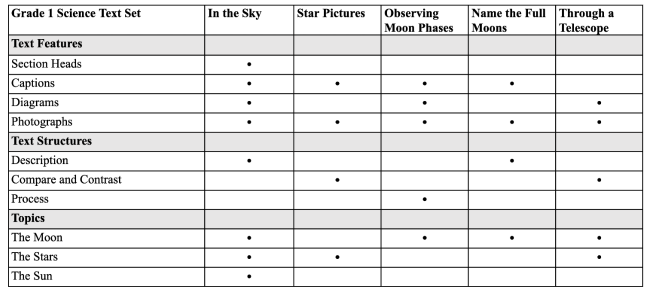 Grade 1 Science Text Set In the Sky Star Pictures Observing Moon Phases Name the Full Moons Through a Telescope
Text Features
Section Heads •
Captions • • • •
Diagrams • • •
Photographs • • • • •
Text Structures
Description • •
Compare and Contrast • •
Process •
Topics
The Moon • • • •
The Stars • • •
The Sun •